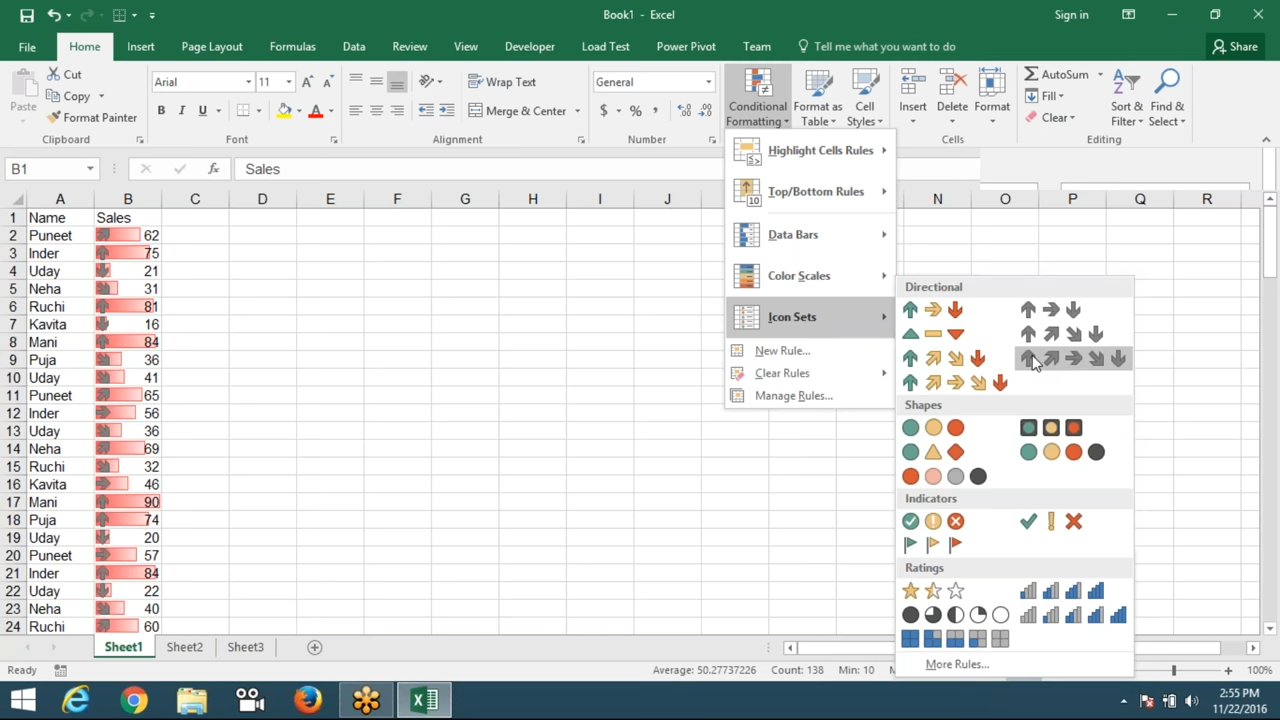 Book1 - Excel
Sign in
File Home Insert Page Layout Formulas Data Review View Developer Load Test Power Pivot Team Tell me what you want to do Share
Paste
Cut
Copy
Format Painter
Clipboard
Arial 11
B I U
Font
Wrap Text
Merge & Center
Alignment
General
$ % ,
Number
Conditional Formatting
Format as Table
Cell Styles
Insert Delete Format
Cells
AutoSum
Fill
Clear
Sort & Filter
Find & Select
Editing
B1 fx Sales
A B C D E F G H I J N O P Q R
1 Name Sales
2 Puneet 62
3 Inder 75
4 Uday 21
5 Neha 31
6 Ruchi 81
7 Kavita 16
8 Mani 84
9 Puja 36
10 Uday 41
11 Puneet 65
12 Inder 56
13 Uday 36
14 Neha 69
15 Ruchi 32
16 Kavita 46
17 Mani 90
18 Puja 74
19 Uday 20
20 Puneet 57
21 Inder 84
22 Uday 22
23 Neha 40
24 Ruchi 60
Highlight Cells Rules
Top/Bottom Rules
Data Bars
Color Scales
Icon Sets
New Rule...
Clear Rules
Manage Rules...
Directional
Shapes
Indicators
Ratings
More Rules...
Sheet1 Sheet2 Sheet3
Ready
Average: 50.27737226 Count: 138 Min: 10
100%
2:55 PM
11/22/2016